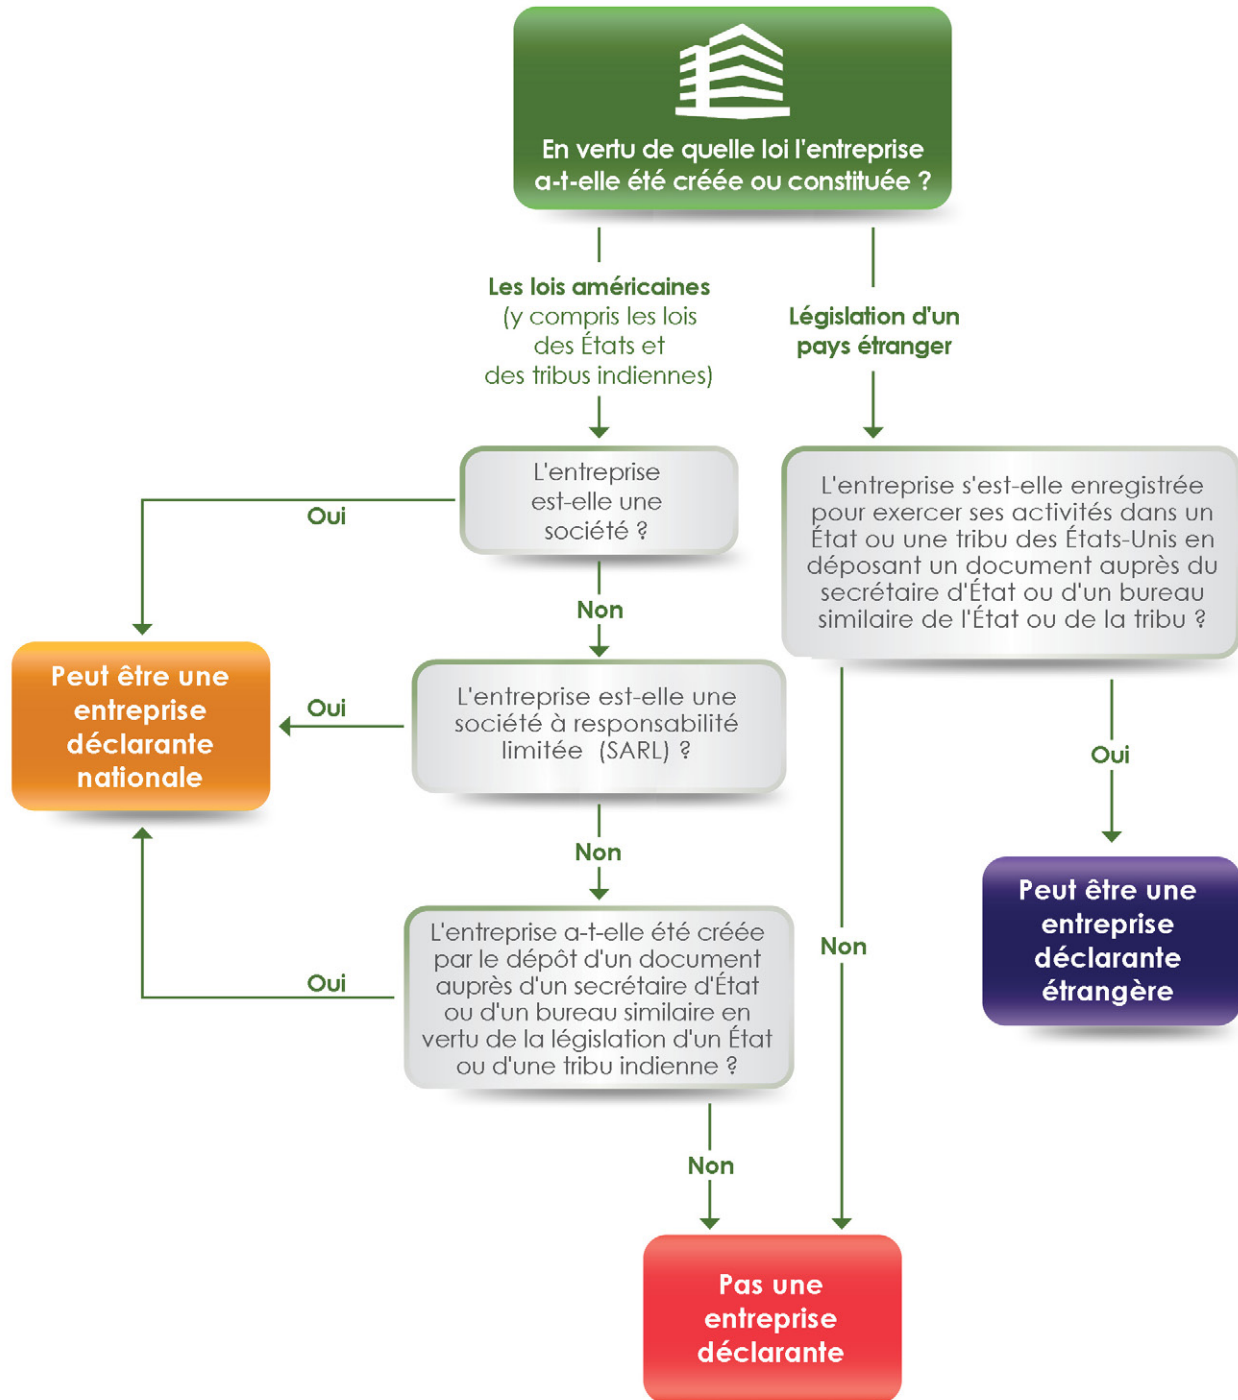 En vertu de quelle loi l'entreprise
a-t-elle été créée ou constituée ?
Les lois américaines
(y compris les lois
des États et
des tribus indiennes)
Législation d'un
pays étranger
L'entreprise
est-elle une
société ?
Oui
Non
L'entreprise s'est-elle enregistrée
pour exercer ses activités dans un
État ou une tribu des États-Unis en
déposant un document auprès du
secrétaire d'État ou d'un bureau
similaire de l'État ou de la tribu ?
Peut être une
entreprise
déclarante
nationale
Oui
L'entreprise est-elle une
société à responsabilité
limitée (SARL) ?
Oui
Non
Peut être une
entreprise
déclarante
étrangère
L'entreprise a-t-elle été créée
par le dépôt d'un document
auprès d'un secrétaire d'État
ou d'un bureau similaire en
vertu de la législation d'un État
ou d'une tribu indienne ?
Oui
Non
Non
Pas une
entreprise
déclarante